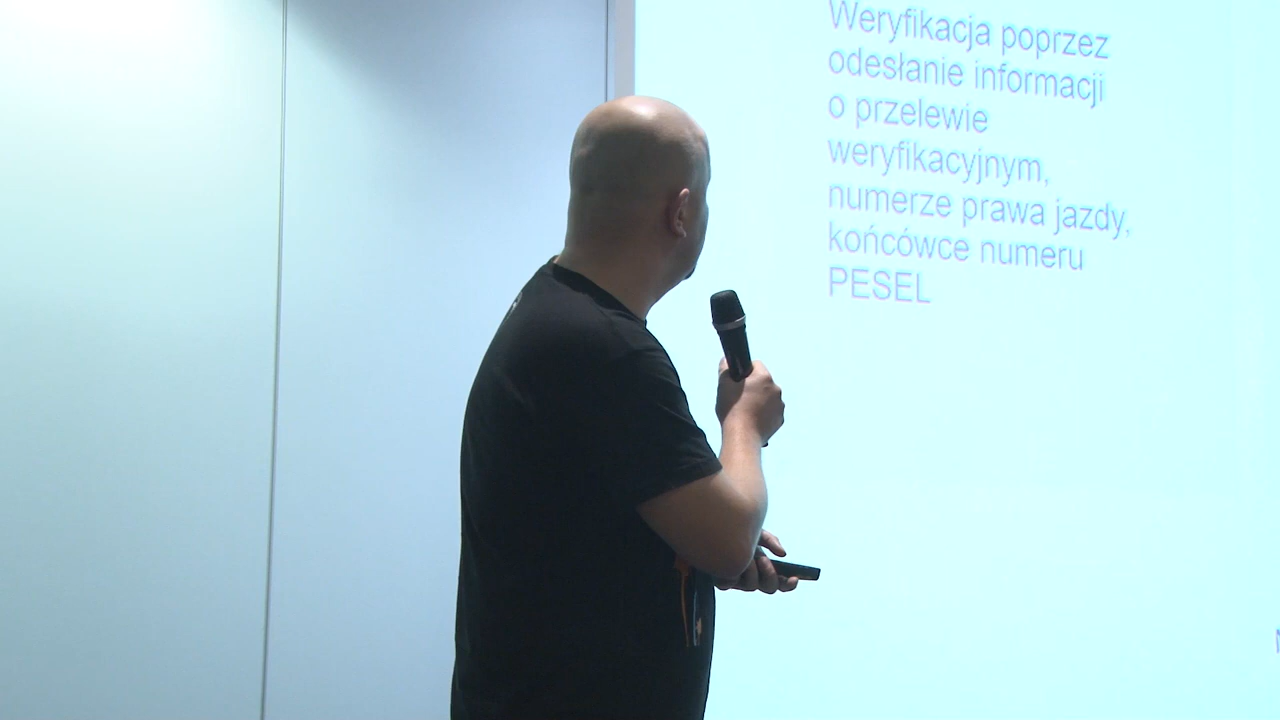 Weryfikacja poprzez
odesłanie informacji
o przelewie
weryfikacyjnym,
numerze prawa jazdy,
końcówce numeru
PESEL